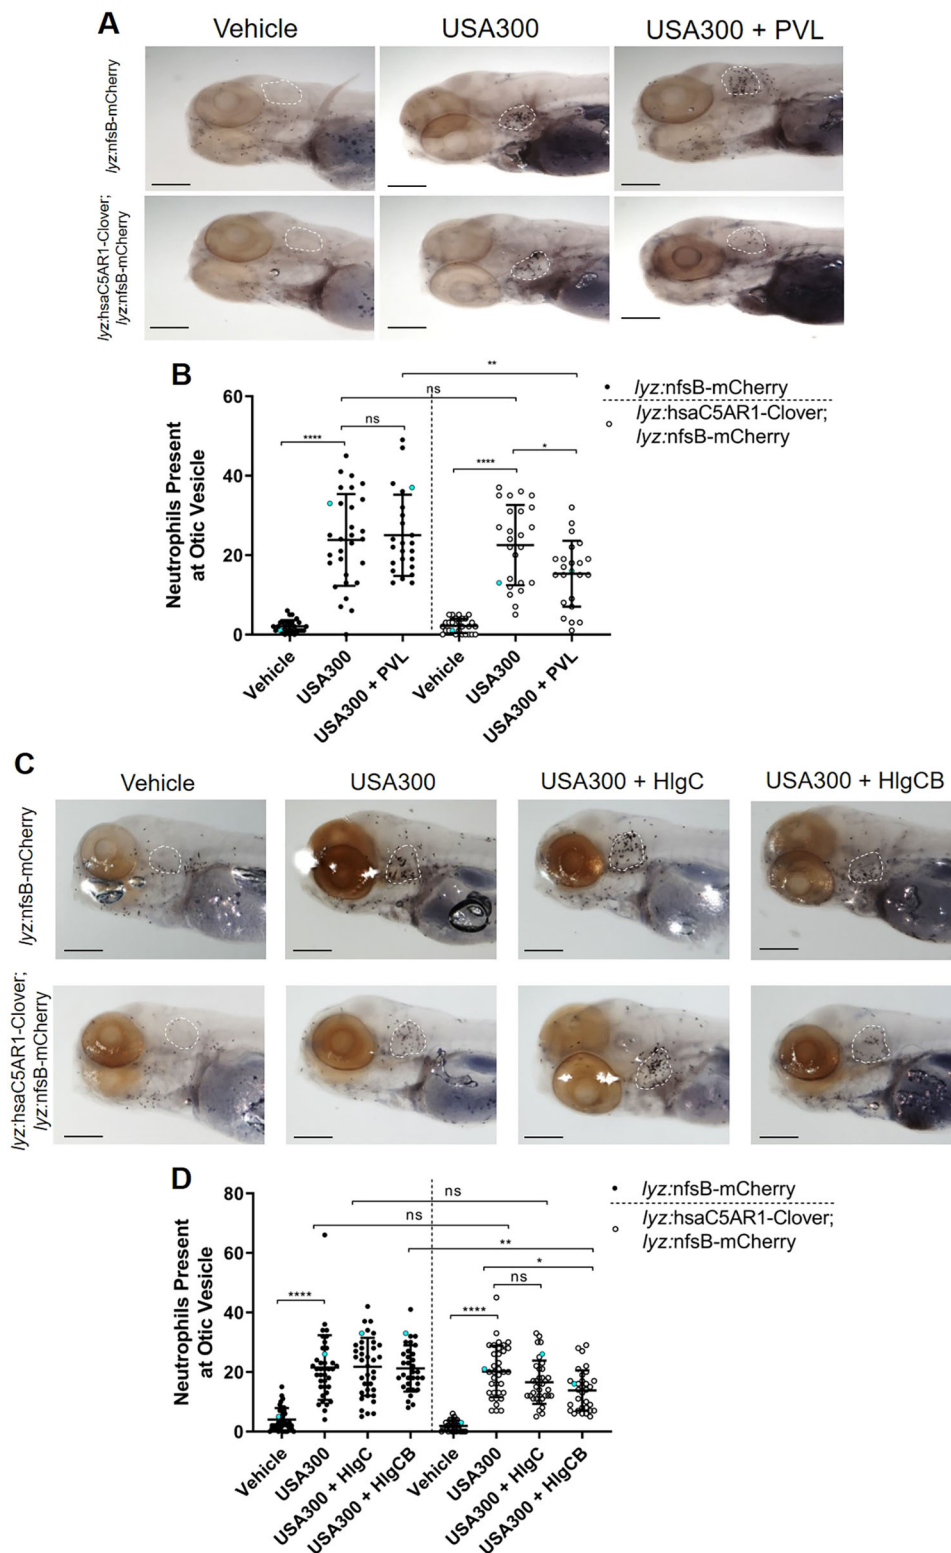 A
Vehicle
USA300
USA300 + PVL
lyz:nfsB-mCherry
lyz:hsaC5AR1-Clover;
lyz:nfsB-mCherry
B
Neutrophils Present
at Otic Vesicle
60
40
20
0
**
ns
ns
****
*
****
lyz:nfsB-mCherry
lyz:hsaC5AR1-Clover;
lyz:nfsB-mCherry
Vehicle
USA300
USA300 + PVL
Vehicle
USA300
USA300 + PVL
C
Vehicle
USA300
USA300 + HlgC
USA300 + HlgCB
lyz:nfsB-mCherry
lyz:hsaC5AR1-Clover;
lyz:nfsB-mCherry
D
Neutrophils Present
at Otic Vesicle
80
60
40
20
0
ns
ns
**
*
ns
****
****
lyz:nfsB-mCherry
lyz:hsaC5AR1-Clover;
lyz:nfsB-mCherry
Vehicle
USA300
USA300 + HlgC
USA300 + HlgCB
Vehicle
USA300
USA300 + HlgC
USA300 + HlgCB